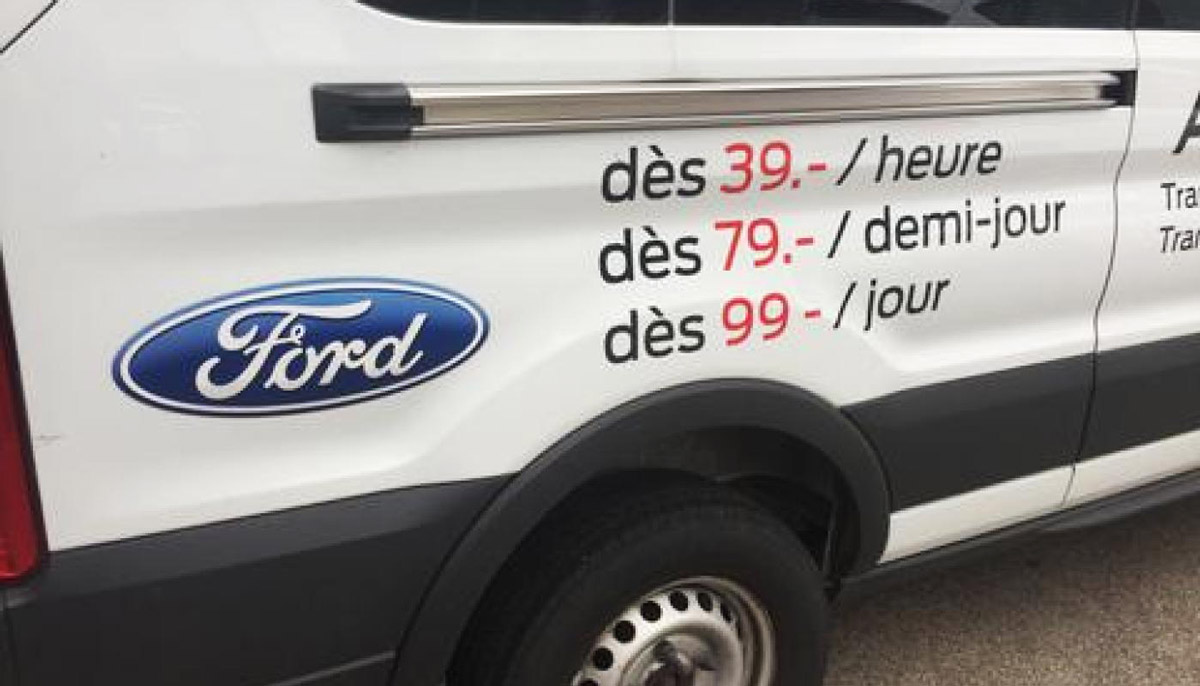 dès 39.- / heure
dès 79.- / demi-jour
dès 99 - / jour
Ford